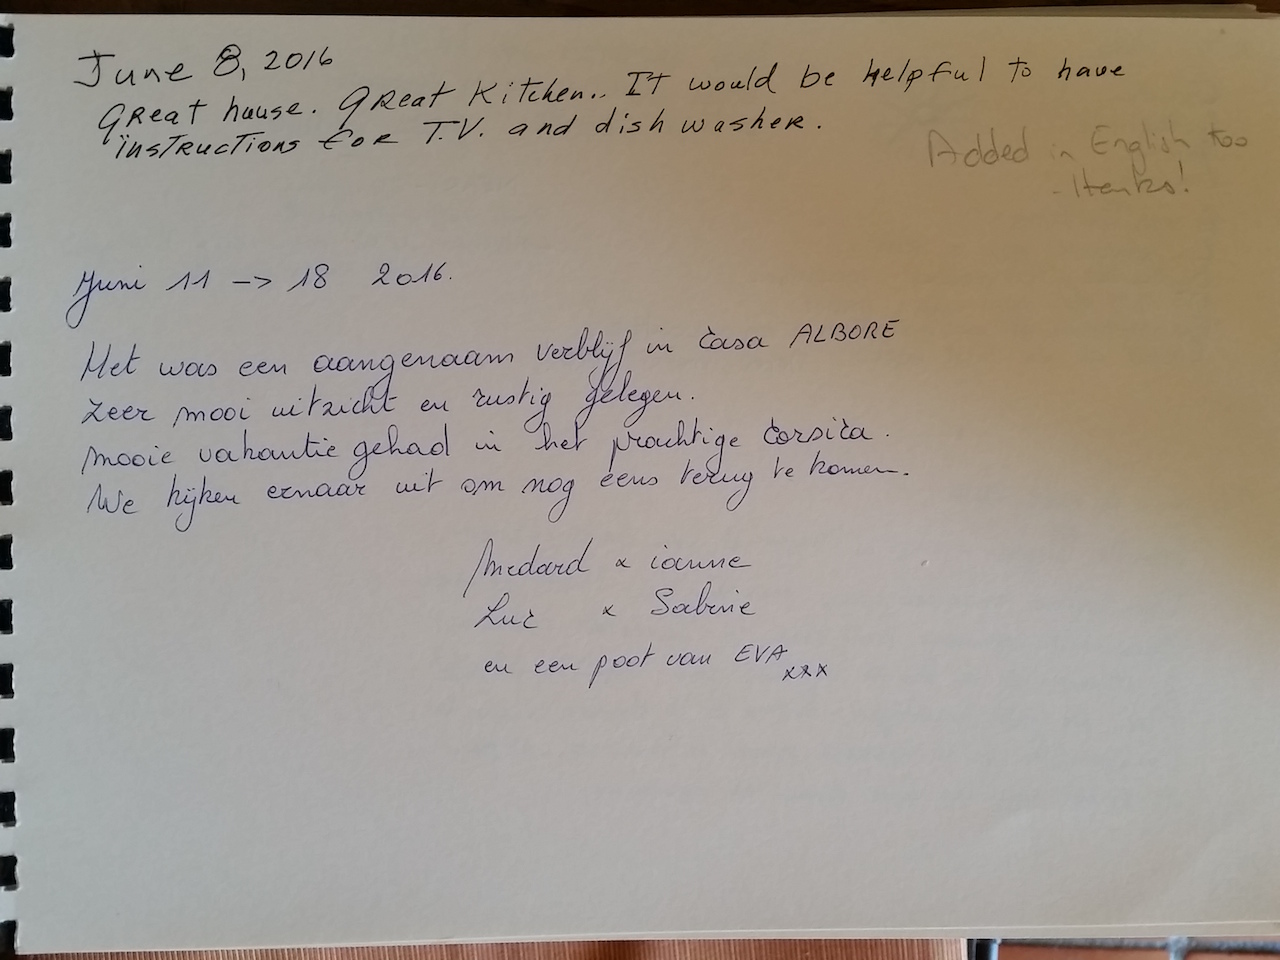 June 8, 2016
Great house. Great Kitchen.. It would be helpful to have
instructions for T.V. and dish washer.
Added in English too
- Thanks!
Juni 11 -> 18 2016.
Het was een aangenaam verblijf in Casa ALBORE
Zeer mooi uitzicht en rustig gelegen.
Mooie vakantie gehad in het prachtige Corsica.
We kijken ernaar uit om nog eens terug te komen.
Medard x ianne
Luc x Sabrie
en een poot van EVA xxx